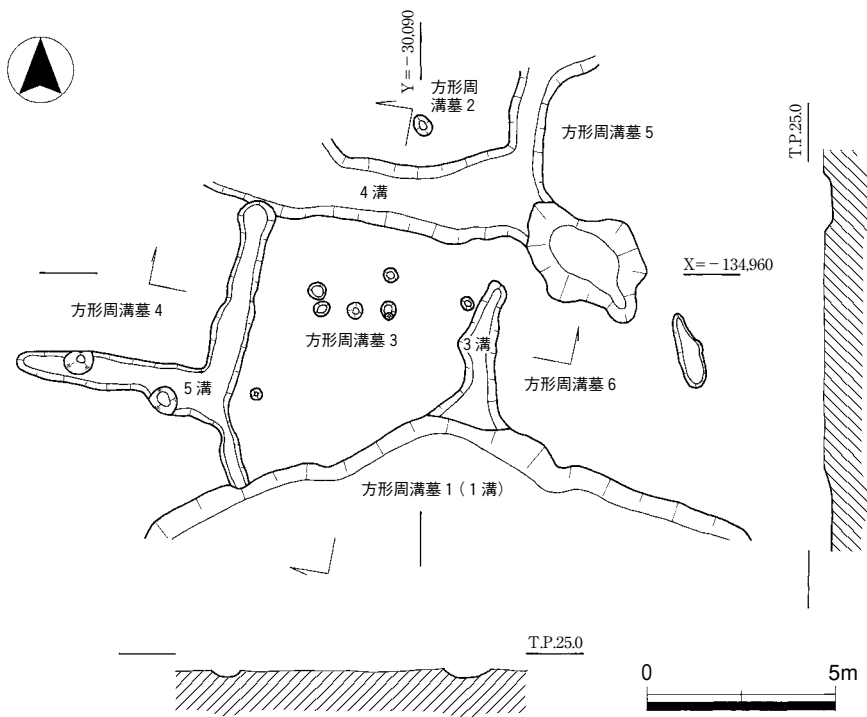 Y=－30,090
方形周
溝墓 2
方形周溝墓 5
T.P.25.0
4 溝
X=－134,960
方形周溝墓 4
方形周溝墓 3
3 溝
方形周溝墓 6
5 溝
方形周溝墓 1 ( 1 溝)
T.P.25.0
0 5m